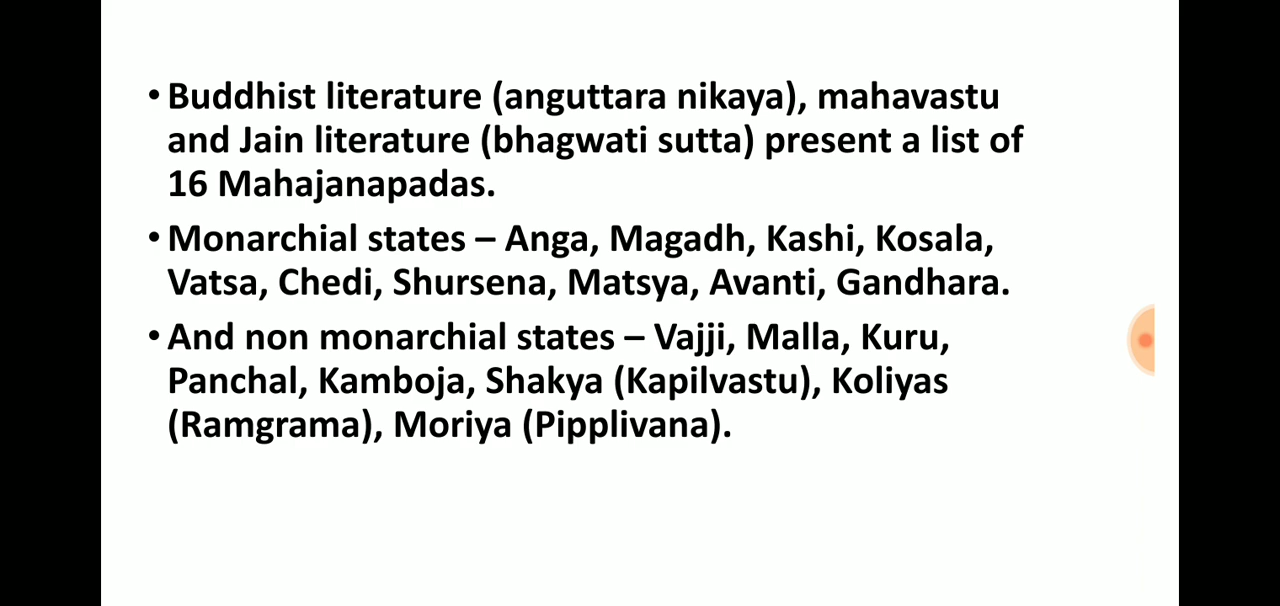 • Buddhist literature (anguttara nikaya), mahavastu
and Jain literature (bhagwati sutta) present a list of
16 Mahajanapadas.
• Monarchial states – Anga, Magadh, Kashi, Kosala,
Vatsa, Chedi, Shursena, Matsya, Avanti, Gandhara.
• And non monarchial states – Vajji, Malla, Kuru,
Panchal, Kamboja, Shakya (Kapilvastu), Koliyas
(Ramgrama), Moriya (Pipplivana).